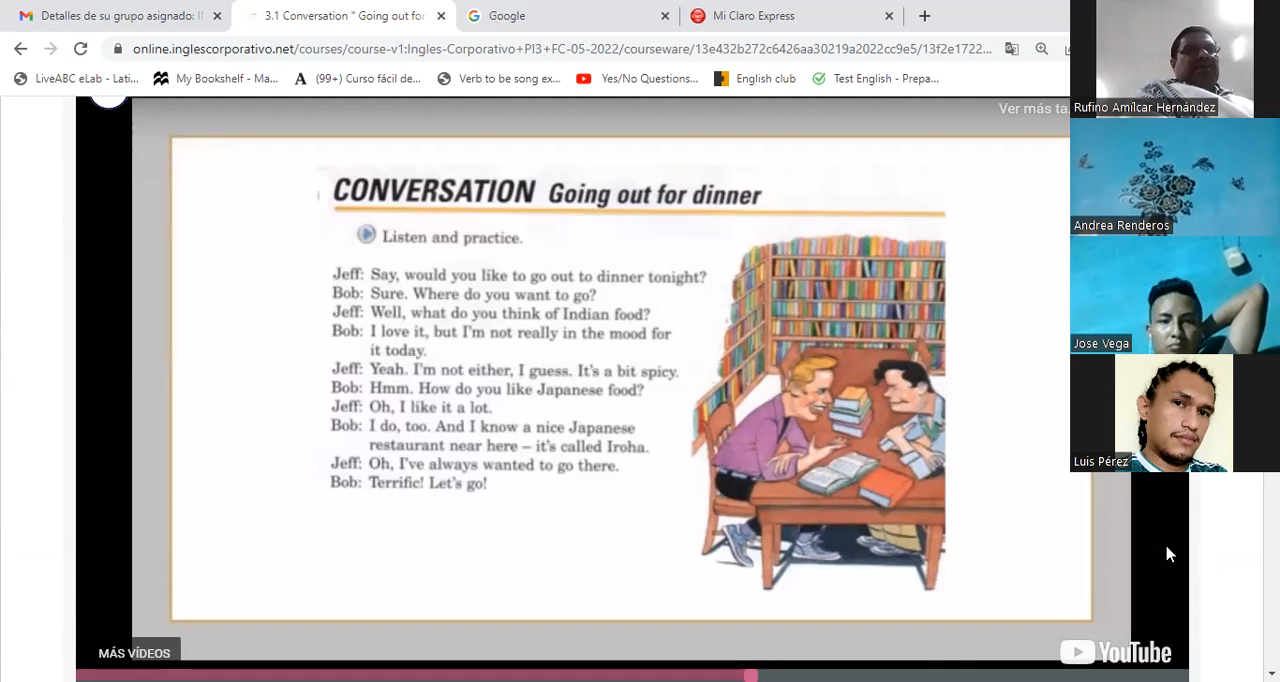 Detalles de su grupo asignado: I
3.1 Conversation " Going out for
Google
Mi Claro Express
online.inglescorporativo.net/courses/course-v1:Ingles-Corporativo+PI3+FC-05-2022/courseware/13e432b272c6426aa30219a2022cc9e5/13f2e1722...
LiveABC eLab - Lati...
My Bookshelf - Ma...
(99+) Curso fácil de...
Verb to be song ex...
Yes/No Questions...
English club
Test English - Prepa...
Ver más ta
CONVERSATION Going out for dinner
Listen and practice.
Jeff: Say, would you like to go out to dinner tonight?
Bob: Sure. Where do you want to go?
Jeff: Well, what do you think of Indian food?
Bob: I love it, but I'm not really in the mood for
it today.
Jeff: Yeah. I'm not either, I guess. It's a bit spicy.
Bob: Hmm. How do you like Japanese food?
Jeff: Oh, I like it a lot.
Bob: I do, too. And I know a nice Japanese
restaurant near here – it's called Iroha.
Jeff: Oh, I've always wanted to go there.
Bob: Terrific! Let's go!
MÁS VÍDEOS
YouTube
Rufino Amílcar Hernández
Andrea Renderos
Jose Vega
Luis Pérez